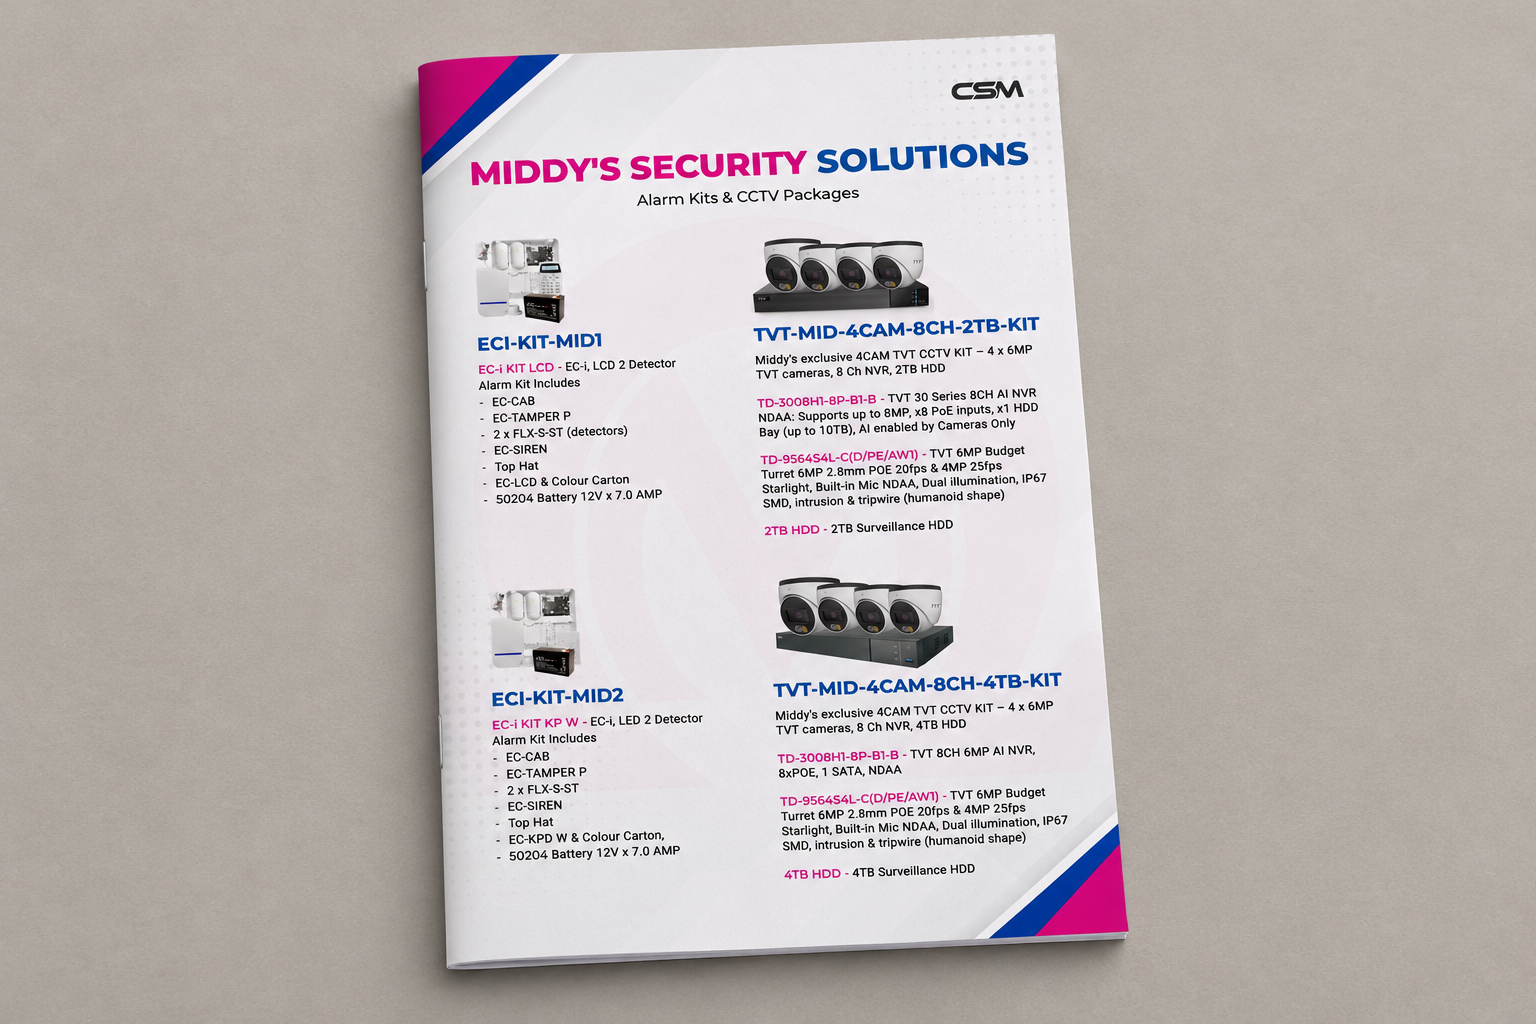 CSM
MIDDY'S SECURITY SOLUTIONS
Alarm Kits & CCTV Packages
ECI-KIT-MID1
EC-i KIT LCD - EC-i, LCD 2 Detector
Alarm Kit Includes
- EC-CAB
- EC-TAMPER P
- 2 x FLX-S-ST (detectors)
- EC-SIREN
- Top Hat
- EC-LCD & Colour Carton
- 50204 Battery 12V x 7.0 AMP
TVT-MID-4CAM-8CH-2TB-KIT
Middy's exclusive 4CAM TVT CCTV KIT – 4 x 6MP
TVT cameras, 8 Ch NVR, 2TB HDD
TD-3008H1-8P-B1-B - TVT 30 Series 8CH AI NVR
NDAA: Supports up to 8MP, x8 PoE inputs, x1 HDD
Bay (up to 10TB), AI enabled by Cameras Only
TD-9564S4L-C(D/PE/AW1) - TVT 6MP Budget
Turret 6MP 2.8mm POE 20fps & 4MP 25fps
Starlight, Built-in Mic NDAA, Dual illumination, IP67
SMD, intrusion & tripwire (humanoid shape)
2TB HDD - 2TB Surveillance HDD
ECI-KIT-MID2
EC-i KIT KP W - EC-i, LED 2 Detector
Alarm Kit Includes
- EC-CAB
- EC-TAMPER P
- 2 x FLX-S-ST
- EC-SIREN
- Top Hat
- EC-KPD W & Colour Carton,
- 50204 Battery 12V x 7.0 AMP
TVT-MID-4CAM-8CH-4TB-KIT
Middy's exclusive 4CAM TVT CCTV KIT – 4 x 6MP
TVT cameras, 8 Ch NVR, 4TB HDD
TD-3008H1-8P-B1-B - TVT 8CH 6MP AI NVR,
8xPOE, 1 SATA, NDAA
TD-9564S4L-C(D/PE/AW1) - TVT 6MP Budget
Turret 6MP 2.8mm POE 20fps & 4MP 25fps
Starlight, Built-in Mic NDAA, Dual illumination, IP67
SMD, intrusion & tripwire (humanoid shape)
4TB HDD - 4TB Surveillance HDD